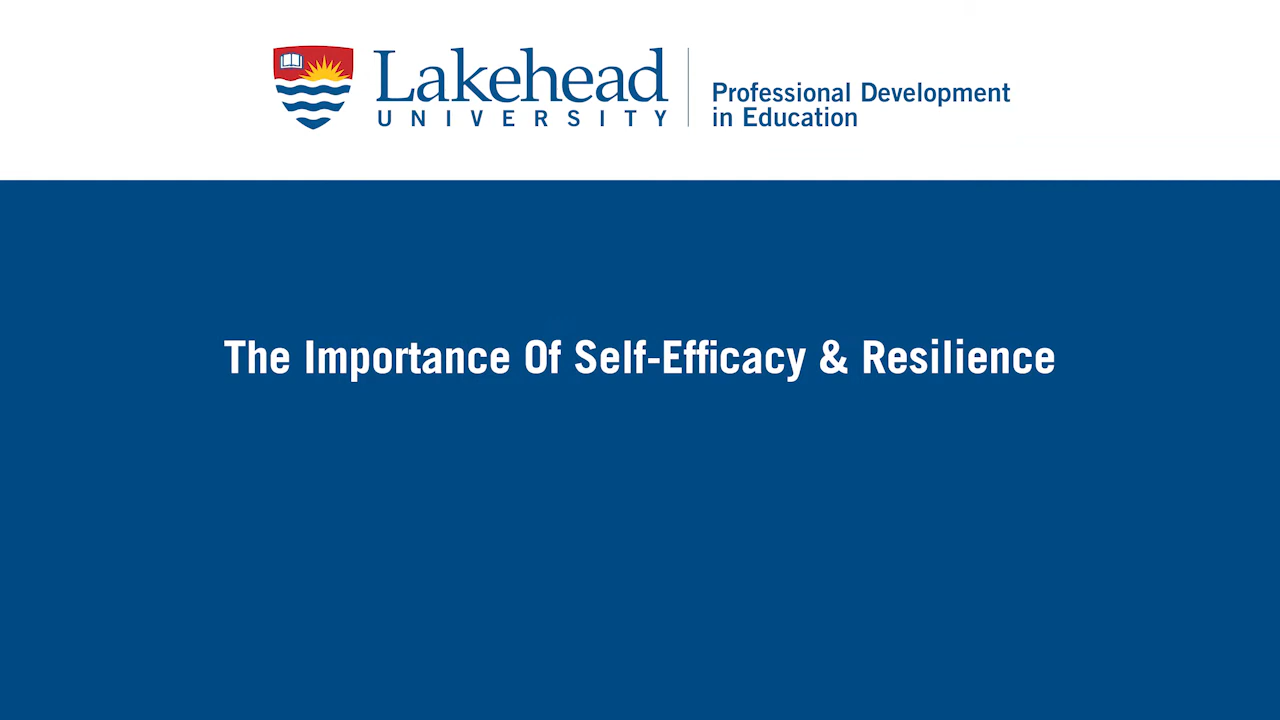 Lakehead
UNIVERSITY
Professional Development
in Education
The Importance Of Self-Efficacy & Resilience